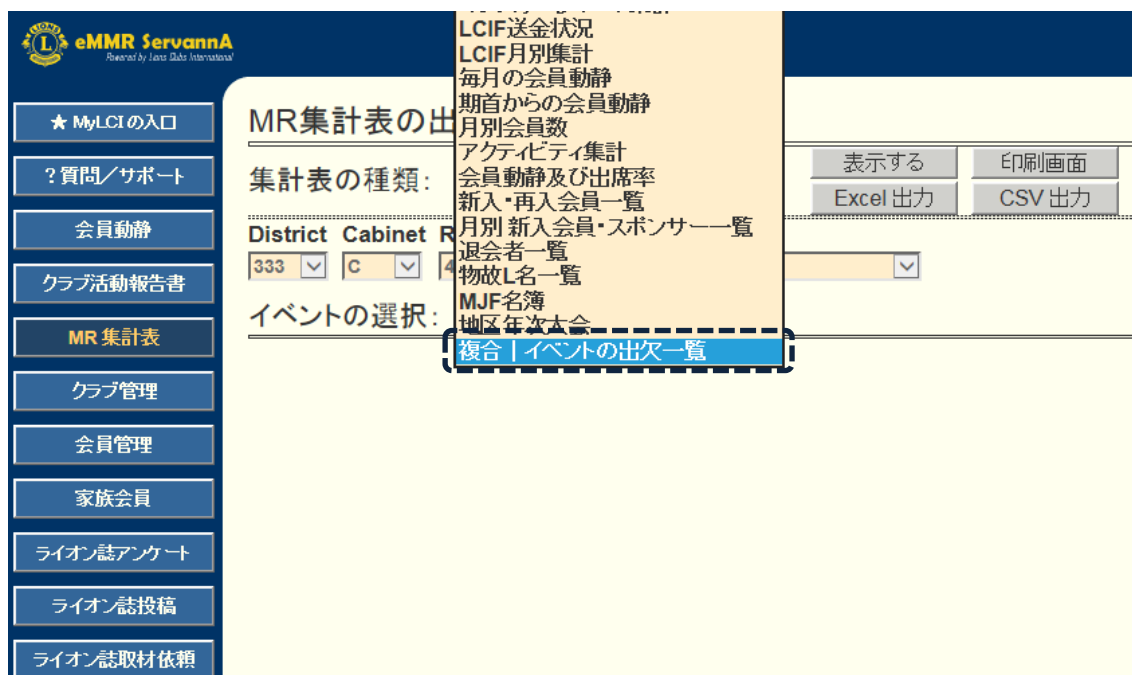 eMMR ServannA
Powered by Lions Clubs International
★ MyLCIの入口
?質問／サポート
会員動静
クラブ活動報告書
MR 集計表
クラブ管理
会員管理
家族会員
ライオン誌アンケート
ライオン誌投稿
ライオン誌取材依頼
MR集計表の出
集計表の種類:
District Cabinet R
333 C 4
イベントの選択:
LCIF送金状況
LCIF月別集計
毎月の会員動静
期首からの会員動静
月別会員数
アクティビティ集計
会員動静及び出席率
新入・再入会員一覧
月別 新入会員・スポンサー一覧
退会者一覧
物故L名一覧
MJF名簿
地区年次大会
複合 | イベントの出欠一覧
表示する 印刷画面
Excel 出力 CSV 出力